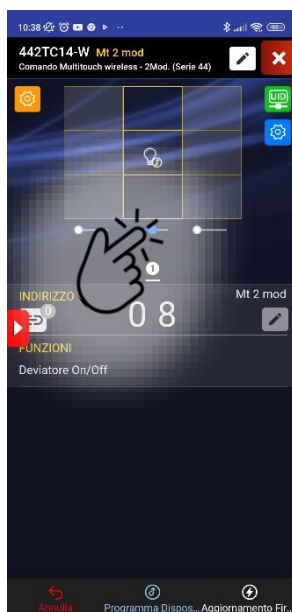 10:38
442TC14-W Mt 2 mod
Comando Multitouch wireless - 2Mod. (Serie 44)
UID
1
INDIRIZZO
Mt 2 mod
0
0 8
FUNZIONI
Deviatore On/Off
Annulla
Programma Dispos...
Aggiornamento Fir...